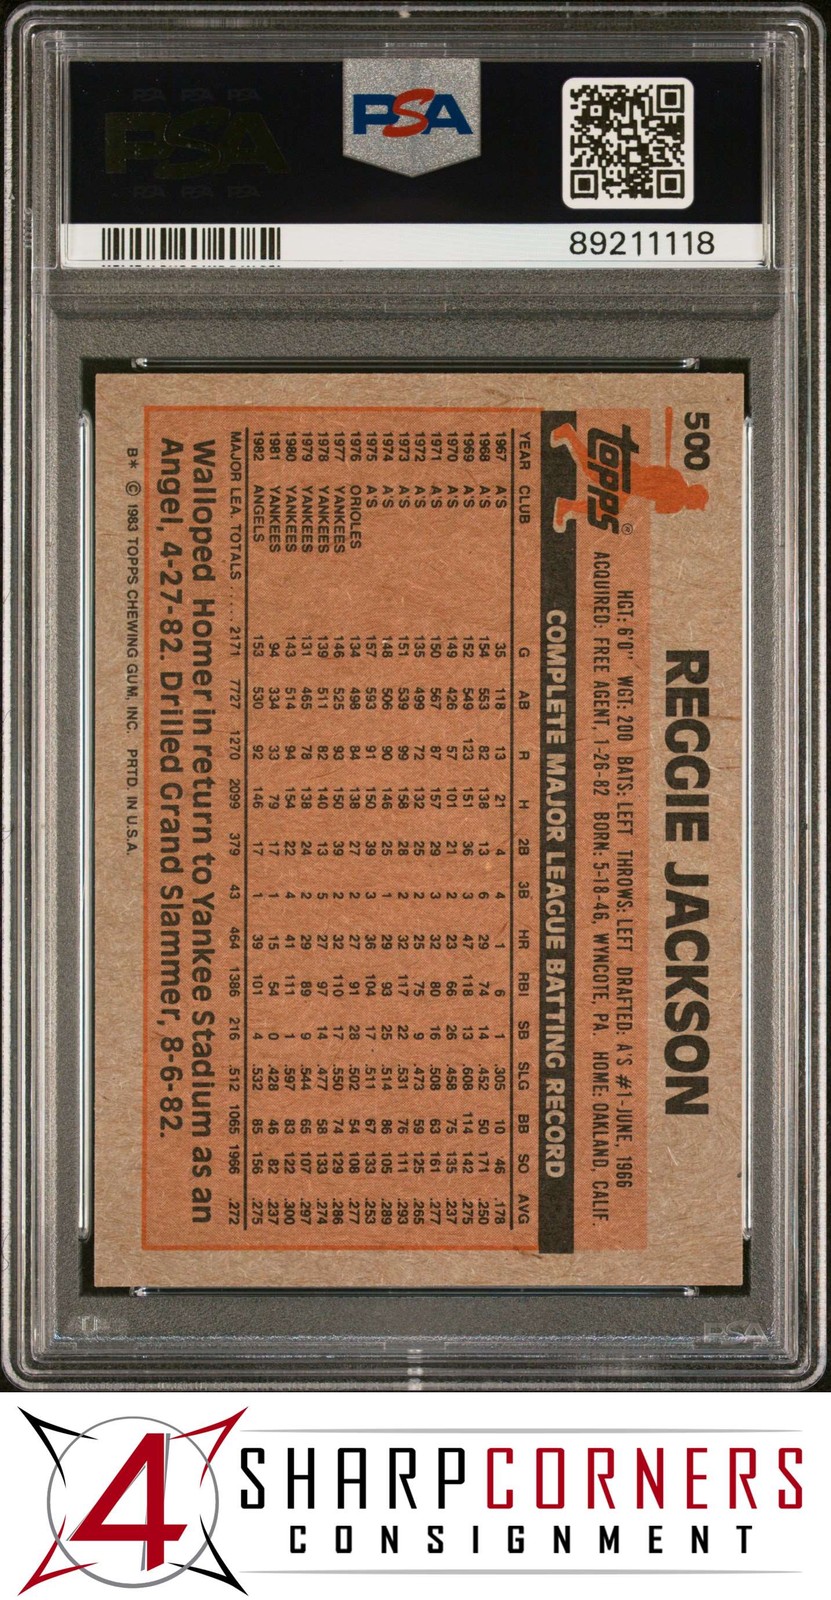 PSA PSA PSA
PSA
PSA PSA PSA
PSA
89211118
500
REGGIE JACKSON
TOPPS®
HGT: 6'0" WGT: 200 BATS: LEFT THROWS: LEFT DRAFTED: A'S #1-JUNE, 1966
ACQUIRED: FREE AGENT, 1-26-82 BORN: 5-18-46, WYNCOTE, PA. HOME: OAKLAND, CALIF.
COMPLETE MAJOR LEAGUE BATTING RECORD
YEAR CLUB G AB R H 2B 3B HR RBI SB SLG BB SO AVG
1967 A'S 35 118 13 21 4 4 1 6 1 .305 10 46 .178
1968 A'S 154 553 82 138 13 6 29 74 14 .452 50 171 .250
1969 A'S 152 549 123 151 36 3 47 118 13 .608 114 142 .275
1970 A'S 149 426 57 101 21 2 23 66 26 .458 75 135 .237
1971 A'S 150 567 87 157 29 3 32 80 16 .508 63 161 .277
1972 A'S 135 499 72 132 25 2 25 75 9 .473 59 125 .265
1973 A'S 151 539 99 158 28 2 32 117 22 .531 76 111 .293
1974 A'S 148 506 90 146 25 1 29 93 25 .514 86 105 .289
1975 A'S 157 593 91 150 39 3 36 104 17 .511 67 133 .253
1976 ORIOLES 134 498 84 138 27 2 27 91 28 .502 54 108 .277
1977 YANKEES 146 525 93 150 39 2 32 110 17 .550 74 129 .286
1978 YANKEES 139 511 82 140 13 5 27 97 14 .477 58 133 .274
1979 YANKEES 131 465 78 138 24 2 29 89 9 .544 65 107 .297
1980 YANKEES 143 514 94 154 22 4 41 111 1 .597 83 122 .300
1981 YANKEES 94 334 33 79 17 1 15 54 0 .428 46 82 .237
1982 ANGELS 153 530 92 146 17 1 39 101 4 .532 85 156 .275
MAJOR LEA. TOTALS ..... 2171 7727 1270 2099 379 43 464 1386 216 .512 1065 1966 .272
Walloped Homer in return to Yankee Stadium as an
Angel, 4-27-82. Drilled Grand Slammer, 8-6-82.
B* © 1983 TOPPS CHEWING GUM, INC. PRTD. IN U.S.A.
PSA
4 SHARPCORNERS
CONSIGNMENT